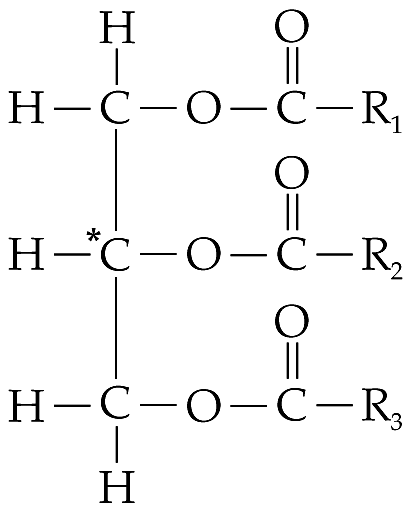 H O
H C O C R₁
O
H *C O C R₂
O
H C O C R₃
H